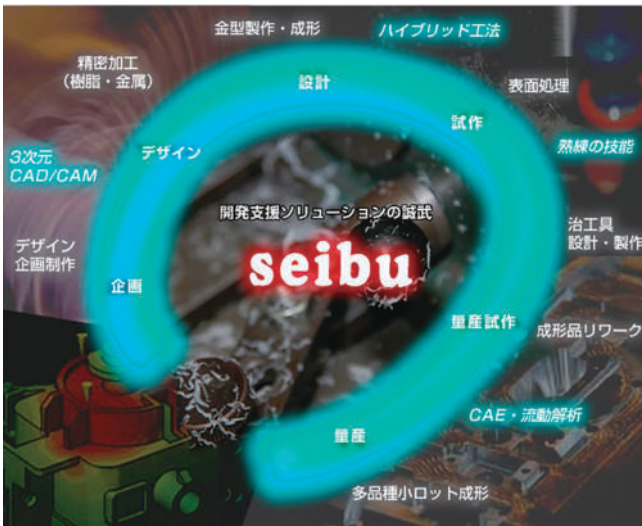 金型製作・成形
ハイブリッド工法
精密加工
(樹脂・金属)
設計
表面処理
試作
熟練の技能
デザイン
3次元
CAD/CAM
開発支援ソリューションの誠武
seibu
治工具
設計・製作
デザイン
企画制作
企画
量産試作
成形品リワーク
CAE・流動解析
量産
多品種小ロット成形